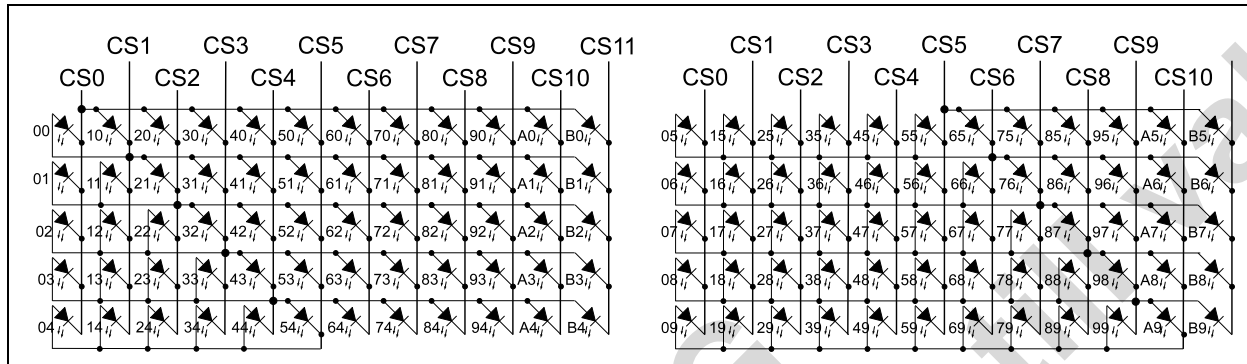 CS1 CS3 CS5 CS7 CS9 CS11 CS1 CS3 CS5 CS7 CS9
CS0 CS2 CS4 CS6 CS8 CS10 CS0 CS2 CS4 CS6 CS8 CS10
00 10 20 30 40 50 60 70 80 90 A0 B0 05 15 25 35 45 55 65 75 85 95 A5 B5
01 11 21 31 41 51 61 71 81 91 A1 B1 06 16 26 36 46 56 66 76 86 96 A6 B6
02 12 22 32 42 52 62 72 82 92 A2 B2 07 17 27 37 47 57 67 77 87 97 A7 B7
03 13 23 33 43 53 63 73 83 93 A3 B3 08 18 28 38 48 58 68 78 88 98 A8 B8
04 14 24 34 44 54 64 74 84 94 A4 B4 09 19 29 39 49 59 69 79 89 99 A9 B9